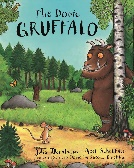 The Doric
GRUFFALO
Julia Donaldson Axel Scheffler